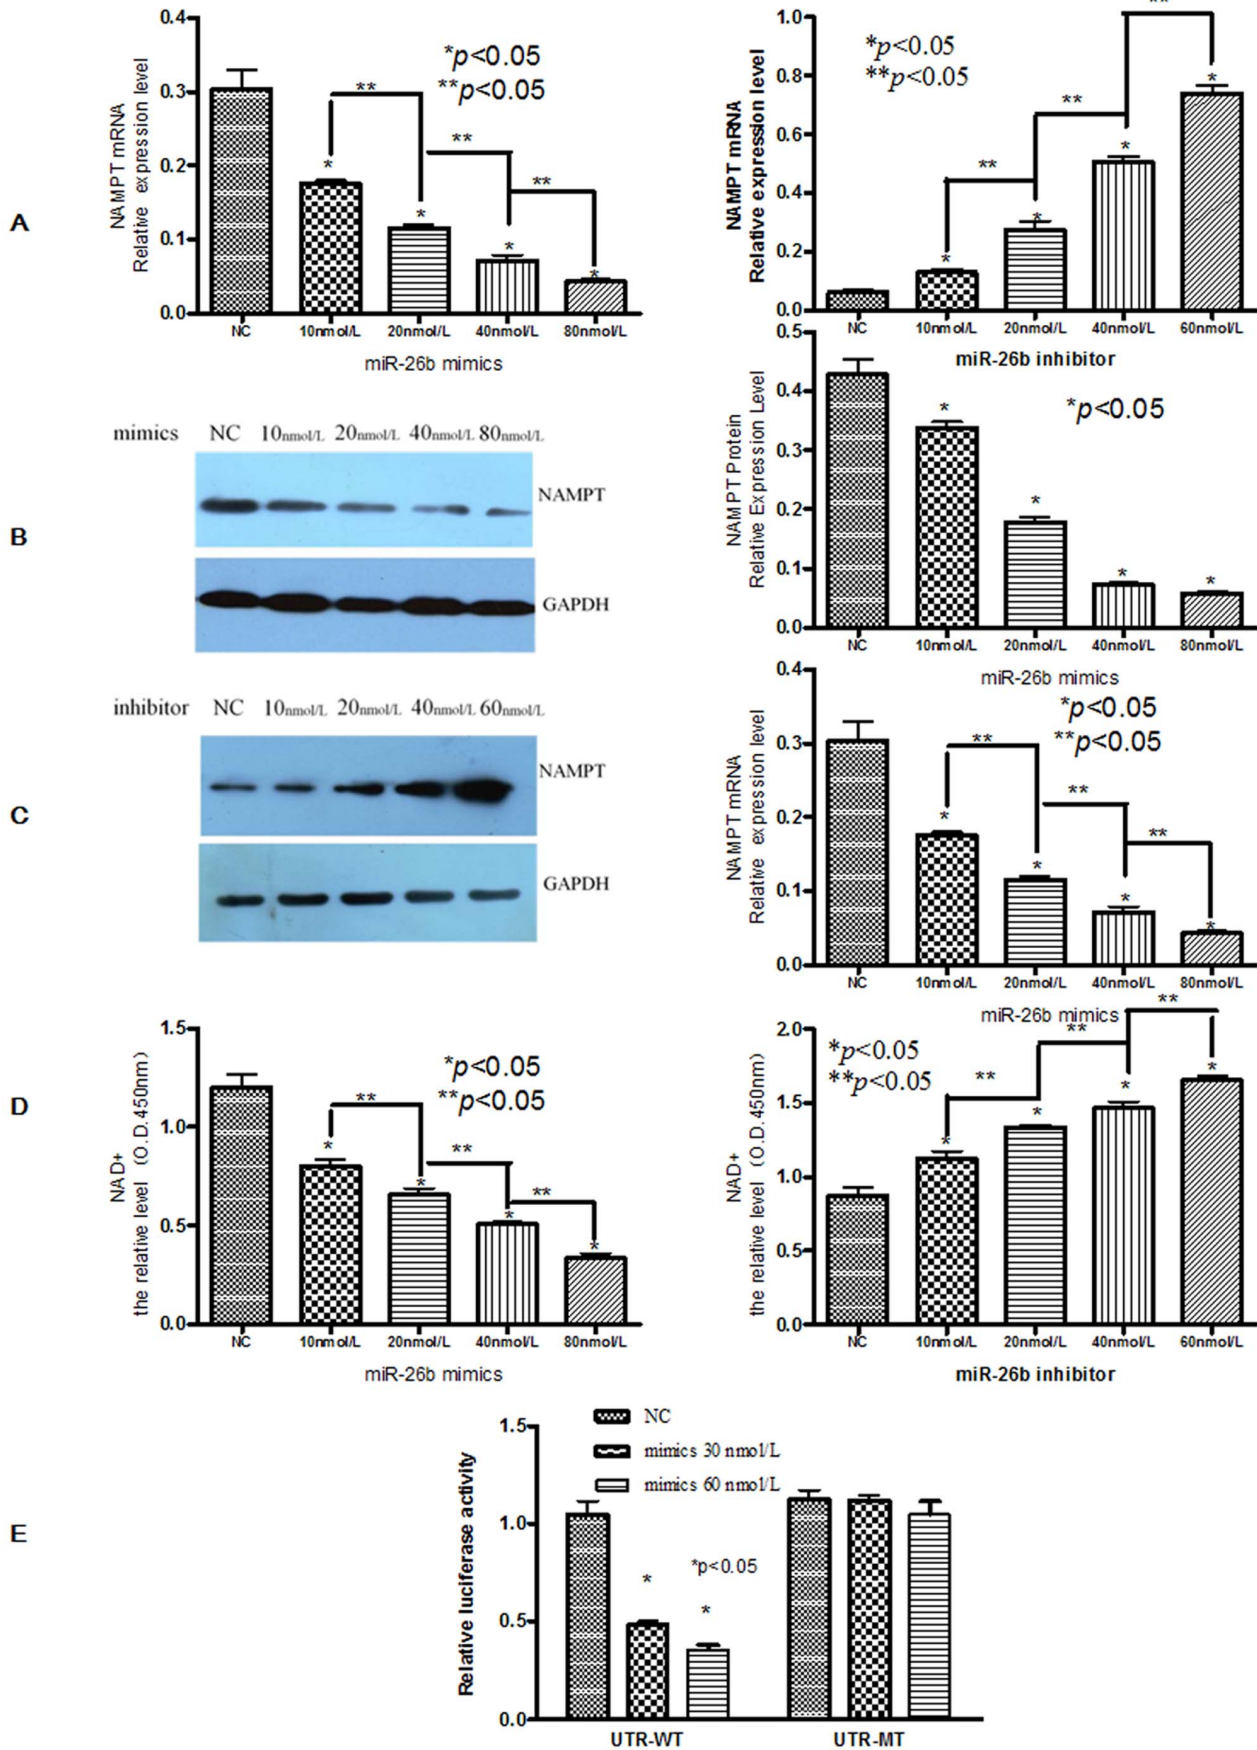 A
NAMPT mRNA
Relative expression level
0.4
0.3
0.2
0.1
0.0
*p<0.05
**p<0.05
**
**
**
*
*
*
*
NC
10nmol/L
20nmol/L
40nmol/L
80nmol/L
miR-26b mimics
NAMPT mRNA
Relative expression level
1.0
0.8
0.6
0.4
0.2
0.0
*p<0.05
**p<0.05
**
**
**
*
*
*
*
NC
10nmol/L
20nmol/L
40nmol/L
60nmol/L
miR-26b inhibitor
B
mimics NC 10nmol/L 20nmol/L 40nmol/L 80nmol/L
NAMPT
GAPDH
NAMPT Protein
Relative Expression Level
0.5
0.4
0.3
0.2
0.1
0.0
*p<0.05
*
*
*
*
NC
10nmol/L
20nmol/L
40nmol/L
80nmol/L
miR-26b mimics
C
inhibitor NC 10nmol/L 20nmol/L 40nmol/L 60nmol/L
NAMPT
GAPDH
NAMPT mRNA
Relative expression level
0.4
0.3
0.2
0.1
0.0
*p<0.05
**p<0.05
**
**
**
*
*
*
*
NC
10nmol/L
20nmol/L
40nmol/L
80nmol/L
miR-26b mimics
D
NAD+
the relative level (O.D.450nm)
1.5
1.0
0.5
0.0
*p<0.05
**p<0.05
**
**
**
*
*
*
*
NC
10nmol/L
20nmol/L
40nmol/L
80nmol/L
miR-26b mimics
NAD+
the relative level (O.D.450nm)
2.0
1.5
1.0
0.5
0.0
*p<0.05
**p<0.05
**
**
**
*
*
*
*
NC
10nmol/L
20nmol/L
40nmol/L
60nmol/L
miR-26b inhibitor
E
Relative luciferase activity
1.5
1.0
0.5
0.0
NC
mimics 30 nmol/L
mimics 60 nmol/L
*p<0.05
*
*
UTR-WT
UTR-MT